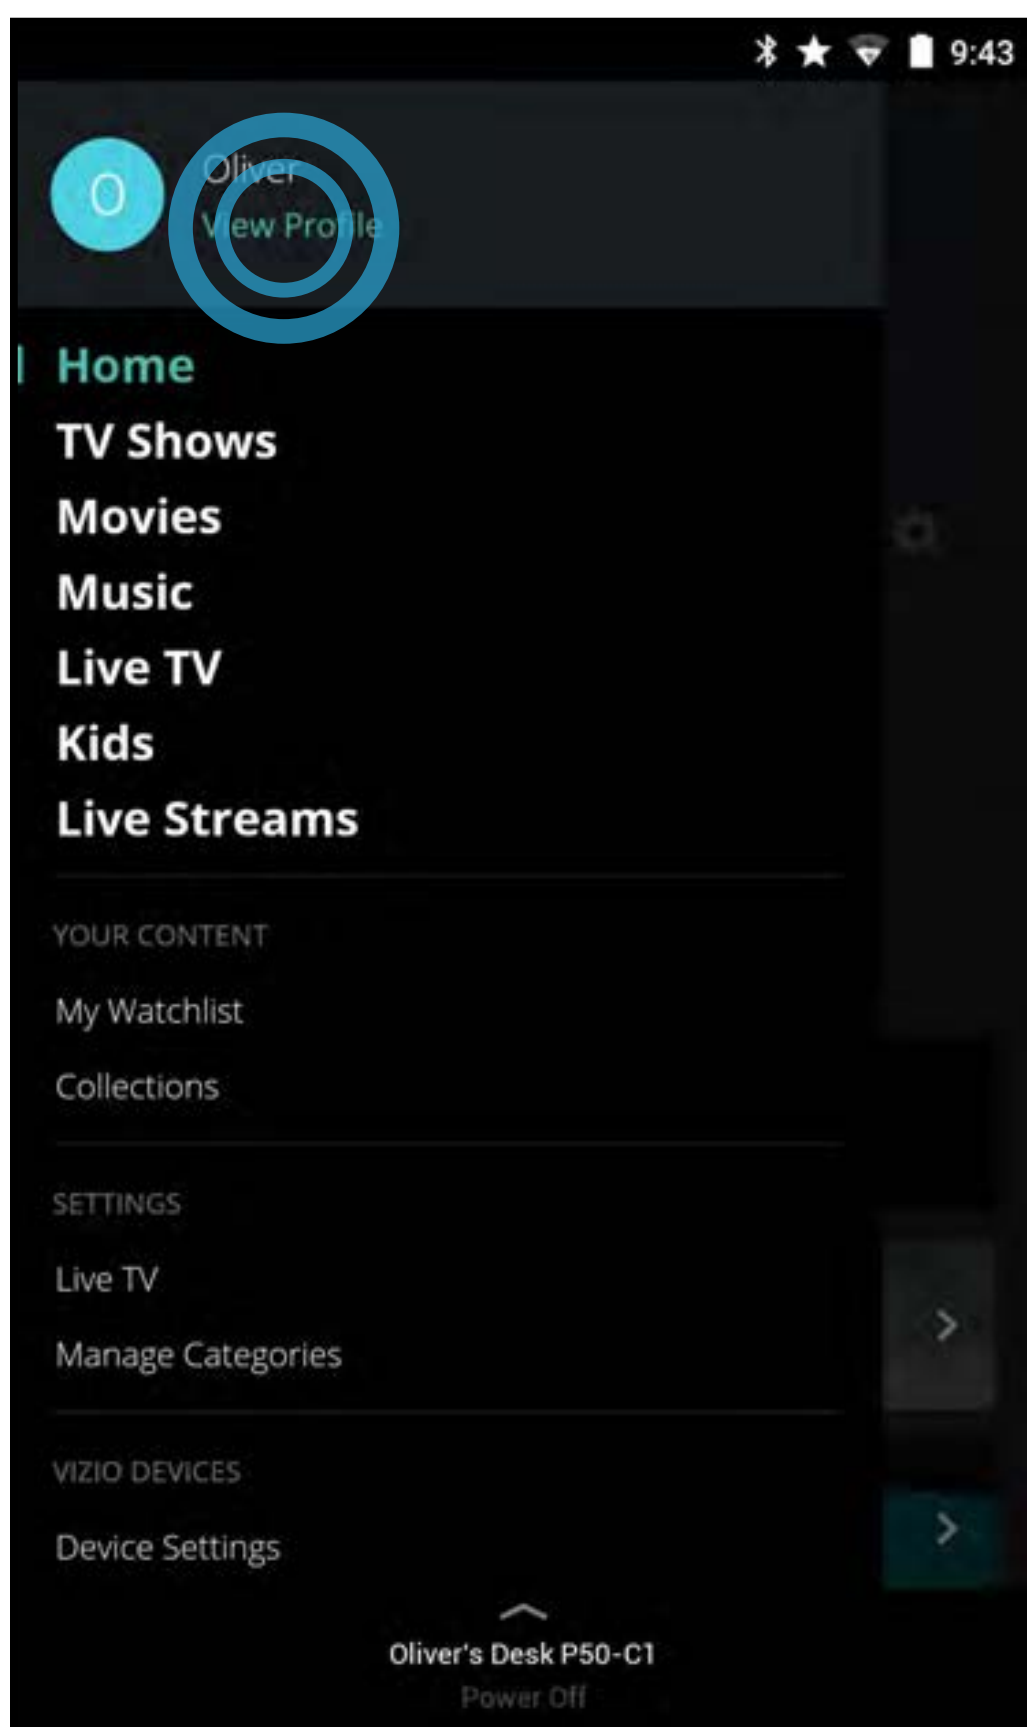 9:43
O
Oliver
View Profile
Home
TV Shows
Movies
Music
Live TV
Kids
Live Streams
YOUR CONTENT
My Watchlist
Collections
SETTINGS
Live TV
Manage Categories
VIZIO DEVICES
Device Settings
Oliver's Desk P50-C1
Power Off